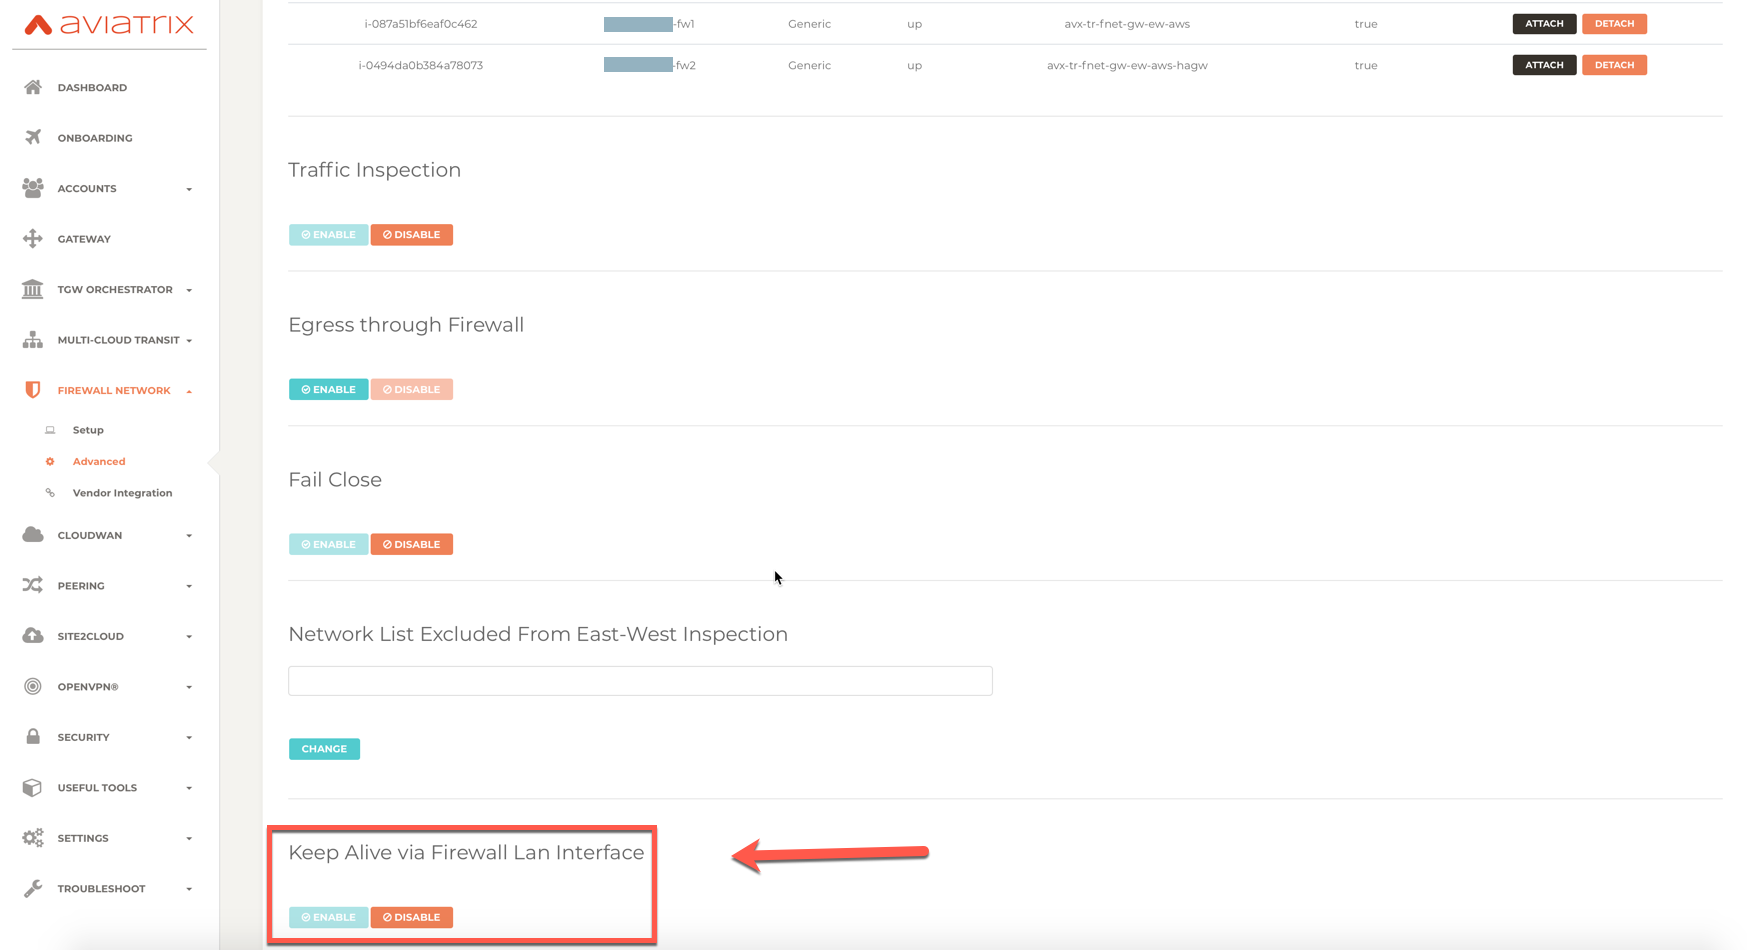 aviatrix
DASHBOARD
ONBOARDING
ACCOUNTS
GATEWAY
TGW ORCHESTRATOR
MULTI-CLOUD TRANSIT
FIREWALL NETWORK
Setup
Advanced
Vendor Integration
CLOUDWAN
PEERING
SITE2CLOUD
OPENVPN®
SECURITY
USEFUL TOOLS
SETTINGS
TROUBLESHOOT
i-087a51bf6eaf0c462 -fw1 Generic up avx-tr-fnet-gw-ew-aws true ATTACH DETACH
i-0494da0b384a78073 -fw2 Generic up avx-tr-fnet-gw-ew-aws-hagw true ATTACH DETACH
Traffic Inspection
ENABLE DISABLE
Egress through Firewall
ENABLE DISABLE
Fail Close
ENABLE DISABLE
Network List Excluded From East-West Inspection
CHANGE
Keep Alive via Firewall Lan Interface
ENABLE DISABLE